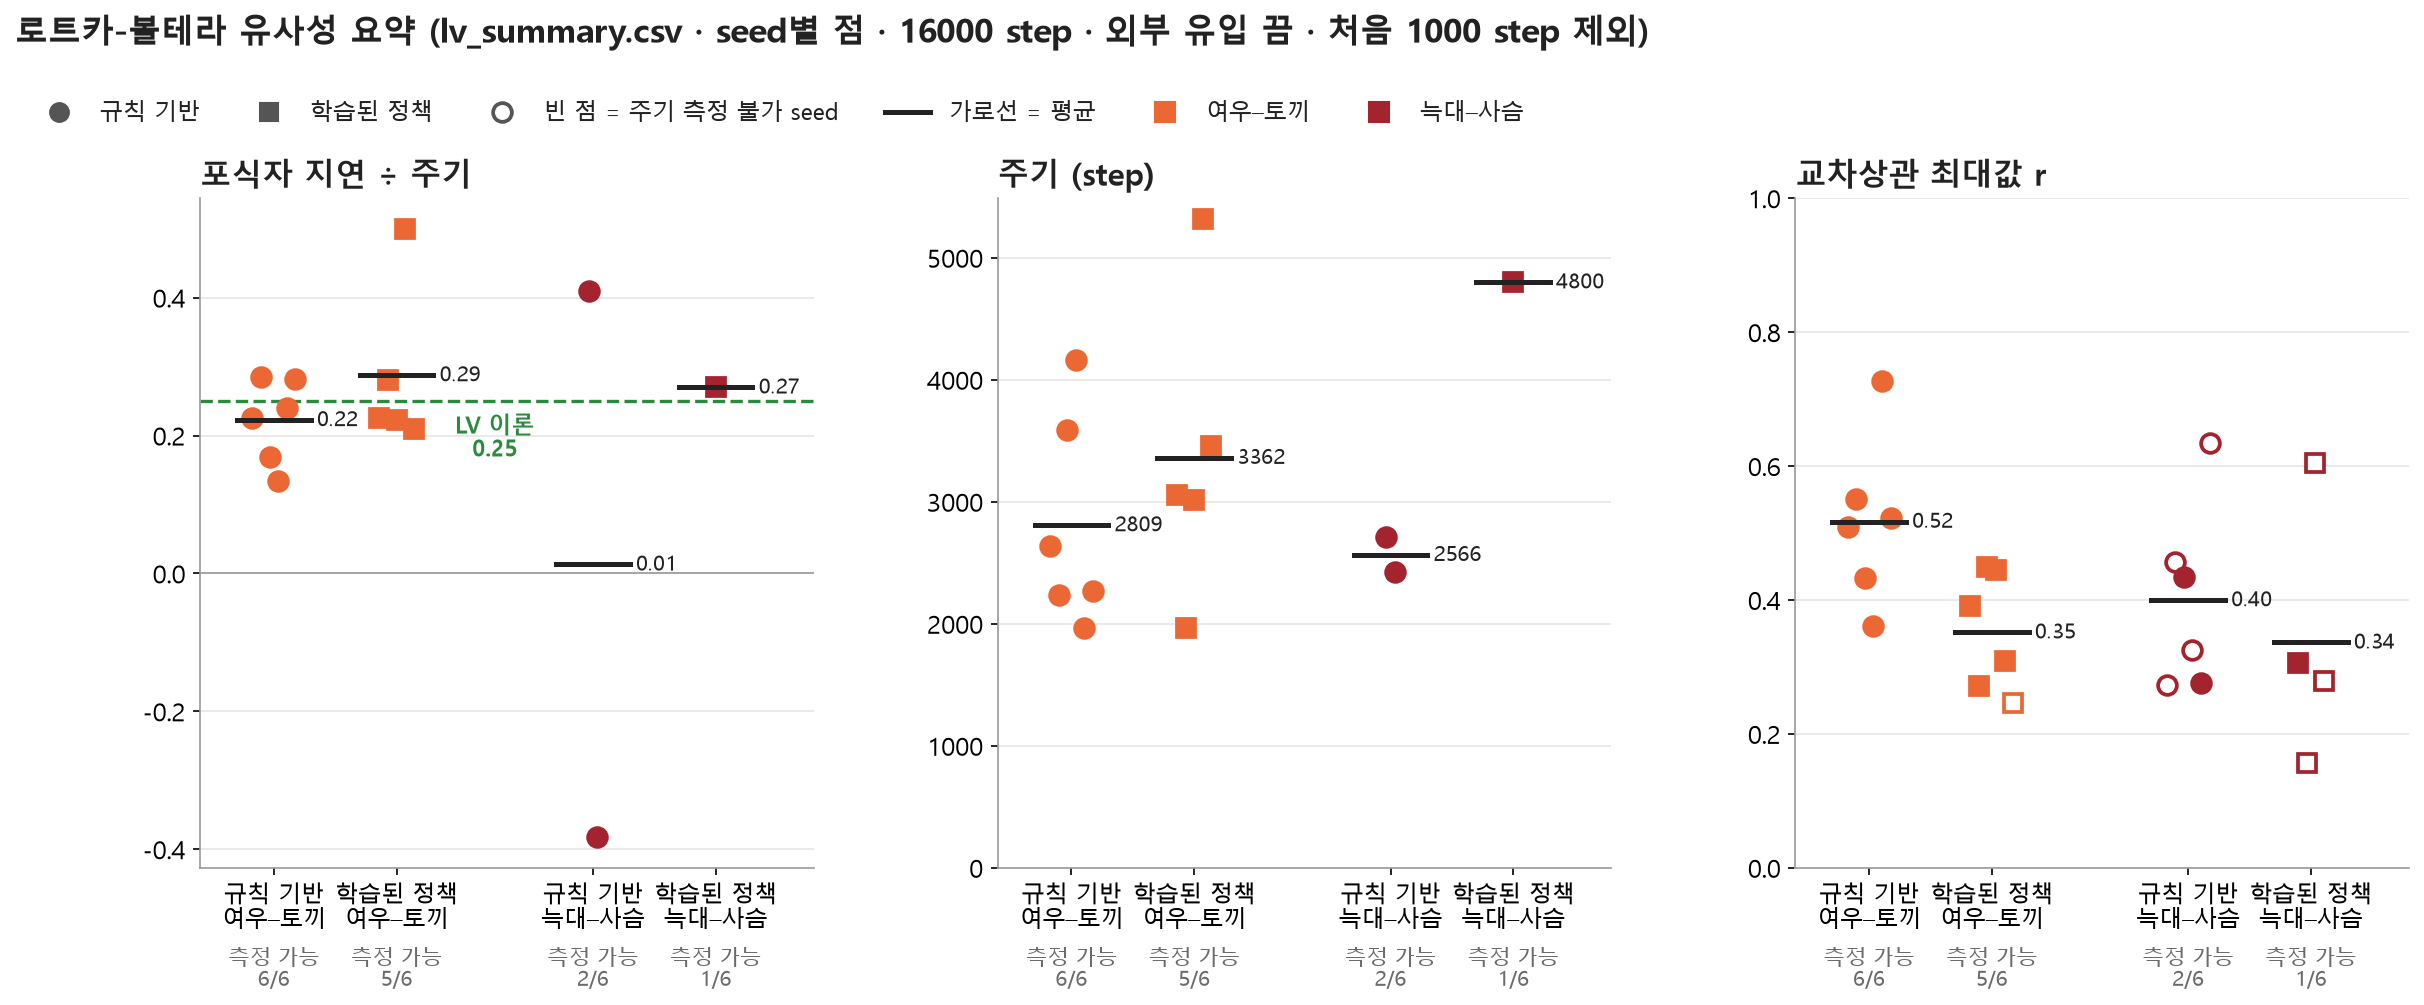 로트카-볼테라 유사성 요약 (lv_summary.csv · seed별 점 · 16000 step · 외부 유입 끔 · 처음 1000 step 제외)
규칙 기반
학습된 정책
빈 점 = 주기 측정 불가 seed
가로선 = 평균
여우–토끼
늑대–사슴
포식자 지연 ÷ 주기
0.4
0.2
0.0
-0.2
-0.4
0.22
0.29
LV 이론
0.25
0.01
0.27
규칙 기반
여우–토끼
측정 가능
6/6
학습된 정책
여우–토끼
측정 가능
5/6
규칙 기반
늑대–사슴
측정 가능
2/6
학습된 정책
늑대–사슴
측정 가능
1/6
주기 (step)
5000
4000
3000
2000
1000
0
2809
3362
2566
4800
규칙 기반
여우–토끼
측정 가능
6/6
학습된 정책
여우–토끼
측정 가능
5/6
규칙 기반
늑대–사슴
측정 가능
2/6
학습된 정책
늑대–사슴
측정 가능
1/6
교차상관 최대값 r
1.0
0.8
0.6
0.4
0.2
0.0
0.52
0.35
0.40
0.34
규칙 기반
여우–토끼
측정 가능
6/6
학습된 정책
여우–토끼
측정 가능
5/6
규칙 기반
늑대–사슴
측정 가능
2/6
학습된 정책
늑대–사슴
측정 가능
1/6